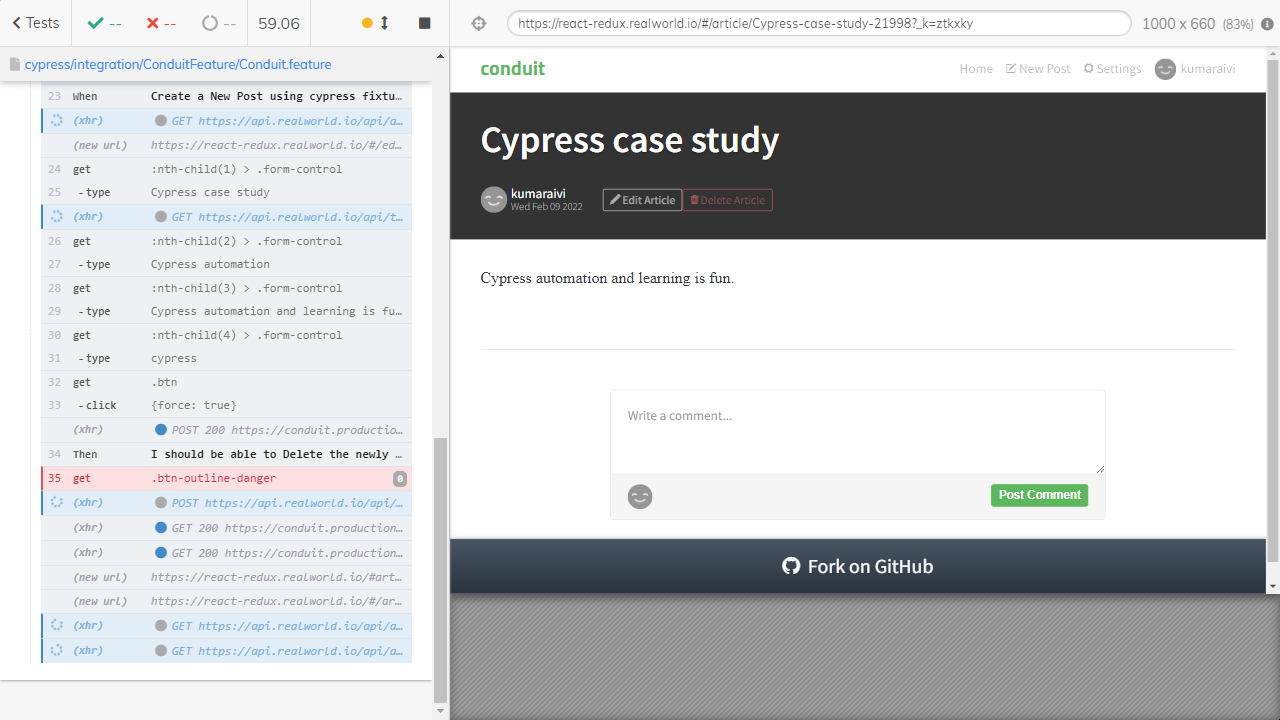 Tests
--
--
--
59.06
https://react-redux.realworld.io/#/article/Cypress-case-study-21998?_k=ztkxky
1000 x 660 (83%)
cypress/integration/ConduitFeature/Conduit.feature
23 When Create a New Post using cypress fixtu…
(xhr) GET https://api.realworld.io/api/a…
(new url) https://react-redux.realworld.io/#/ed…
24 get :nth-child(1) > .form-control
25 -type Cypress case study
(xhr) GET https://api.realworld.io/api/t…
26 get :nth-child(2) > .form-control
27 -type Cypress automation
28 get :nth-child(3) > .form-control
29 -type Cypress automation and learning is fu…
30 get :nth-child(4) > .form-control
31 -type cypress
32 get .btn
33 -click {force: true}
(xhr) POST 200 https://conduit.productio…
34 Then I should be able to Delete the newly …
35 get .btn-outline-danger 0
(xhr) POST https://api.realworld.io/api/…
(xhr) GET 200 https://conduit.production…
(xhr) GET 200 https://conduit.production…
(new url) https://react-redux.realworld.io/#art…
(new url) https://react-redux.realworld.io/#/ar…
(xhr) GET https://api.realworld.io/api/a…
(xhr) GET https://api.realworld.io/api/a…
conduit
Home New Post Settings kumaraivi
Cypress case study
kumaraivi
Wed Feb 09 2022
Edit Article Delete Article
Cypress automation and learning is fun.
Write a comment...
Post Comment
Fork on GitHub